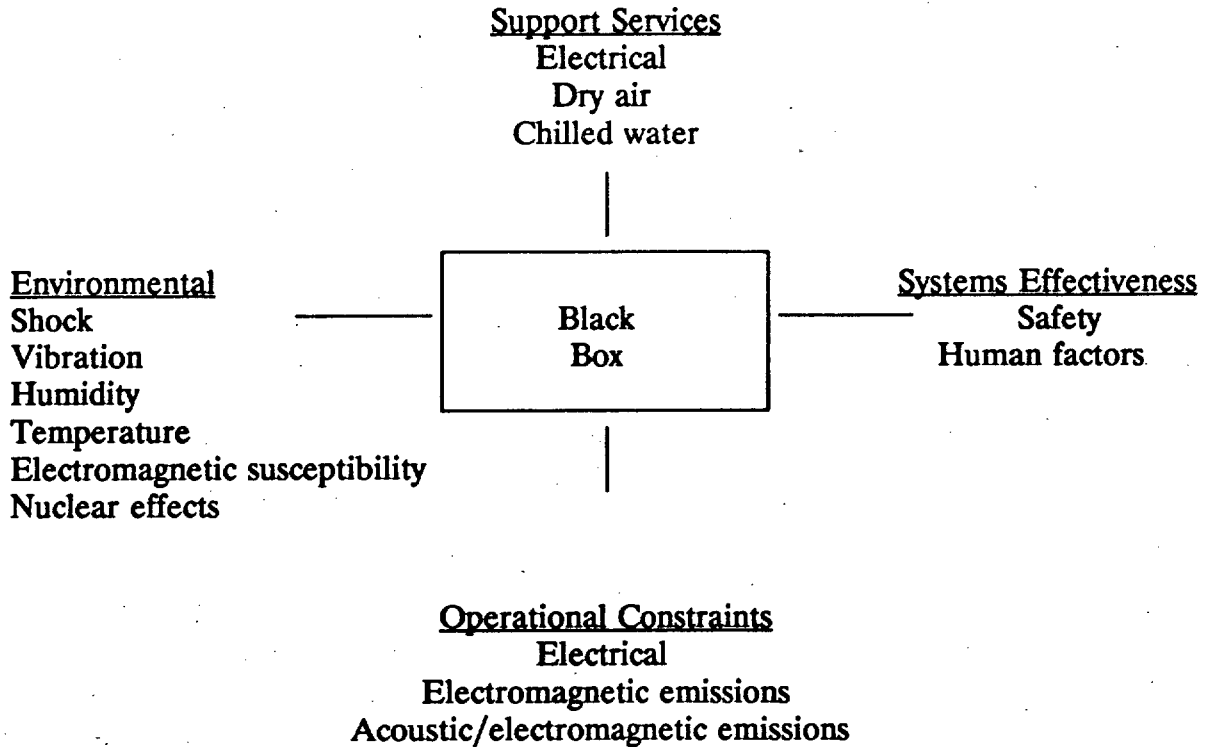 Support Services
Electrical
Dry air
Chilled water
Environmental
Shock
Vibration
Humidity
Temperature
Electromagnetic susceptibility
Nuclear effects
Black
Box
Systems Effectiveness
Safety
Human factors
Operational Constraints
Electrical
Electromagnetic emissions
Acoustic/electromagnetic emissions